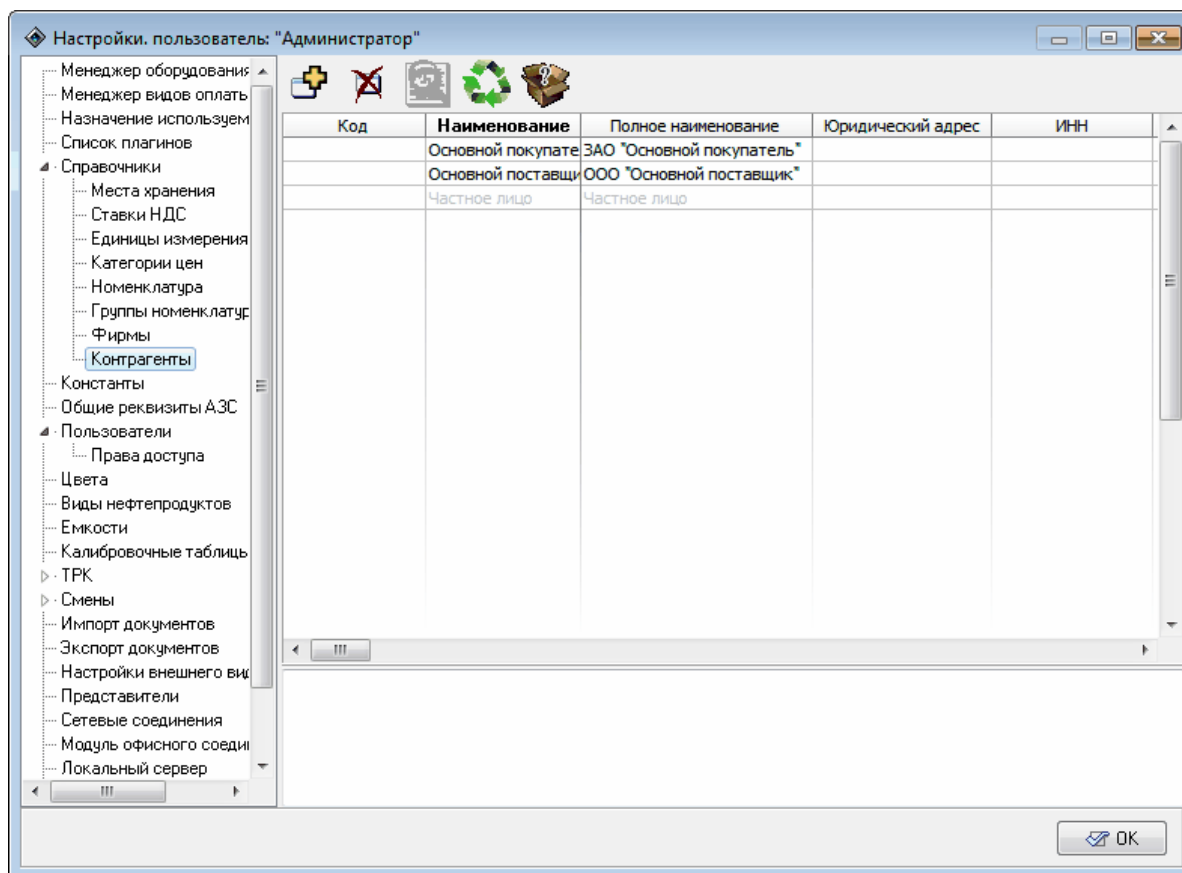 Настройки. пользователь: "Администратор"
Менеджер оборудования
Менеджер видов оплать
Назначение используем
Список плагинов
Справочники
Места хранения
Ставки НДС
Единицы измерения
Категории цен
Номенклатура
Группы номенклатур
Фирмы
Контрагенты
Константы
Общие реквизиты АЗС
Пользователи
Права доступа
Цвета
Виды нефтепродуктов
Емкости
Калибровочные таблиць
ТРК
Смены
Импорт документов
Экспорт документов
Настройки внешнего вид
Представители
Сетевые соединения
Модуль офисного соеди
Локальный сервер
Код Наименование Полное наименование Юридический адрес ИНН
Основной покупате ЗАО "Основной покупатель"
Основной поставщи ООО "Основной поставщик"
Частное лицо Частное лицо
OK